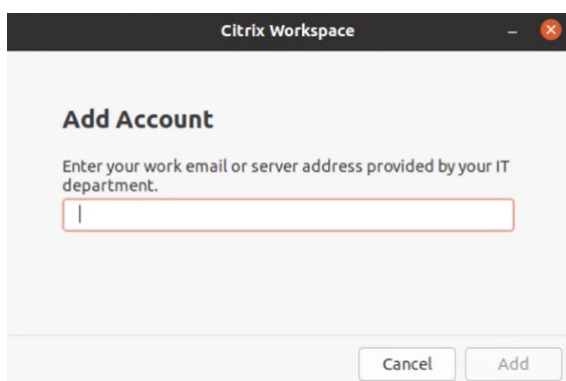 Citrix Workspace
Add Account
Enter your work email or server address provided by your IT
department.
Cancel
Add